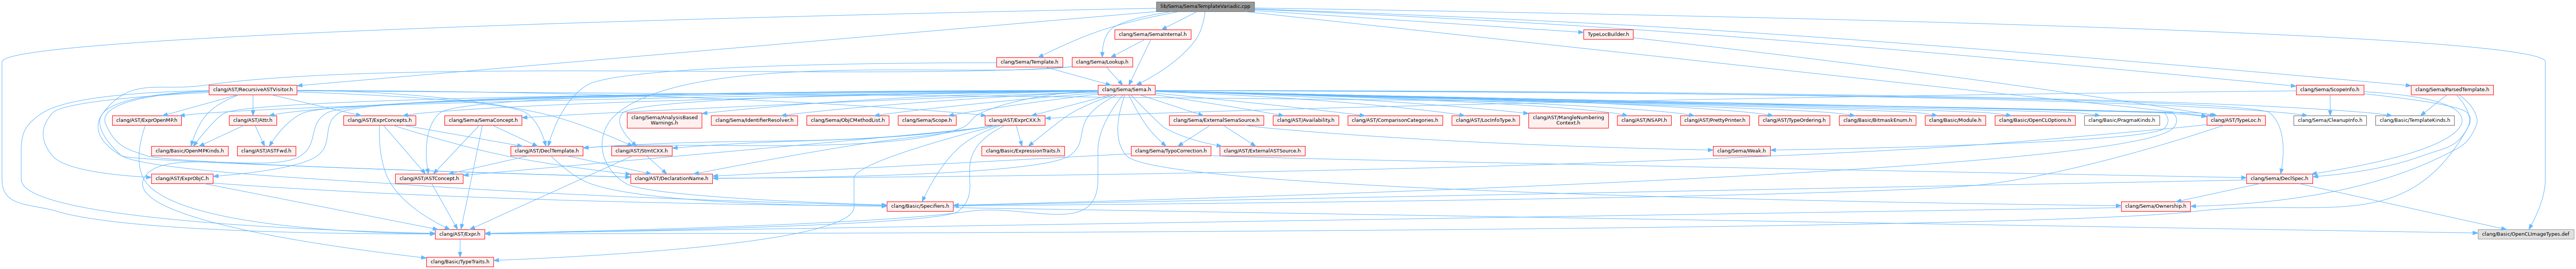 lib/Sema/SemaTemplateVariadic.cpp
clang/Sema/SemaInternal.h
TypeLocBuilder.h
clang/Sema/Template.h
clang/Sema/Lookup.h
clang/AST/RecursiveASTVisitor.h
clang/Sema/Sema.h
clang/Sema/ScopeInfo.h
clang/Sema/ParsedTemplate.h
clang/AST/ExprOpenMP.h
clang/AST/Attr.h
clang/AST/ExprConcepts.h
clang/Sema/SemaConcept.h
clang/Sema/AnalysisBased
Warnings.h
clang/Sema/IdentifierResolver.h
clang/Sema/ObjCMethodList.h
clang/Sema/Scope.h
clang/AST/ExprCXX.h
clang/Sema/ExternalSemaSource.h
clang/AST/Availability.h
clang/AST/ComparisonCategories.h
clang/AST/LocInfoType.h
clang/AST/MangleNumbering
Context.h
clang/AST/NSAPI.h
clang/AST/PrettyPrinter.h
clang/AST/TypeOrdering.h
clang/Basic/BitmaskEnum.h
clang/Basic/Module.h
clang/Basic/OpenCLOptions.h
clang/Basic/PragmaKinds.h
clang/AST/TypeLoc.h
clang/Sema/CleanupInfo.h
clang/Basic/TemplateKinds.h
clang/Basic/OpenMPKinds.h
clang/AST/ASTFwd.h
clang/AST/DeclTemplate.h
clang/AST/StmtCXX.h
clang/Basic/ExpressionTraits.h
clang/Sema/TypoCorrection.h
clang/AST/ExternalASTSource.h
clang/Sema/Weak.h
clang/AST/ExprObjC.h
clang/AST/ASTConcept.h
clang/AST/DeclarationName.h
clang/Sema/DeclSpec.h
clang/Basic/Specifiers.h
clang/Sema/Ownership.h
clang/AST/Expr.h
clang/Basic/OpenCLImageTypes.def
clang/Basic/TypeTraits.h